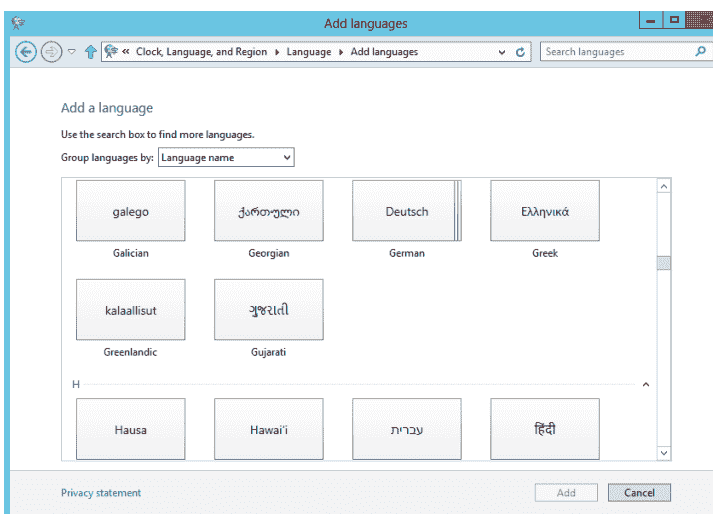 Add languages
« Clock, Language, and Region Language Add languages
Search languages
Add a language
Use the search box to find more languages.
Group languages by: Language name
galego ქართული Deutsch Ελληνικά
Galician Georgian German Greek
kalaallisut ગુજરાતી
Greenlandic Gujarati
H
Hausa Hawai'i עברית हिंदी
Privacy statement Add Cancel